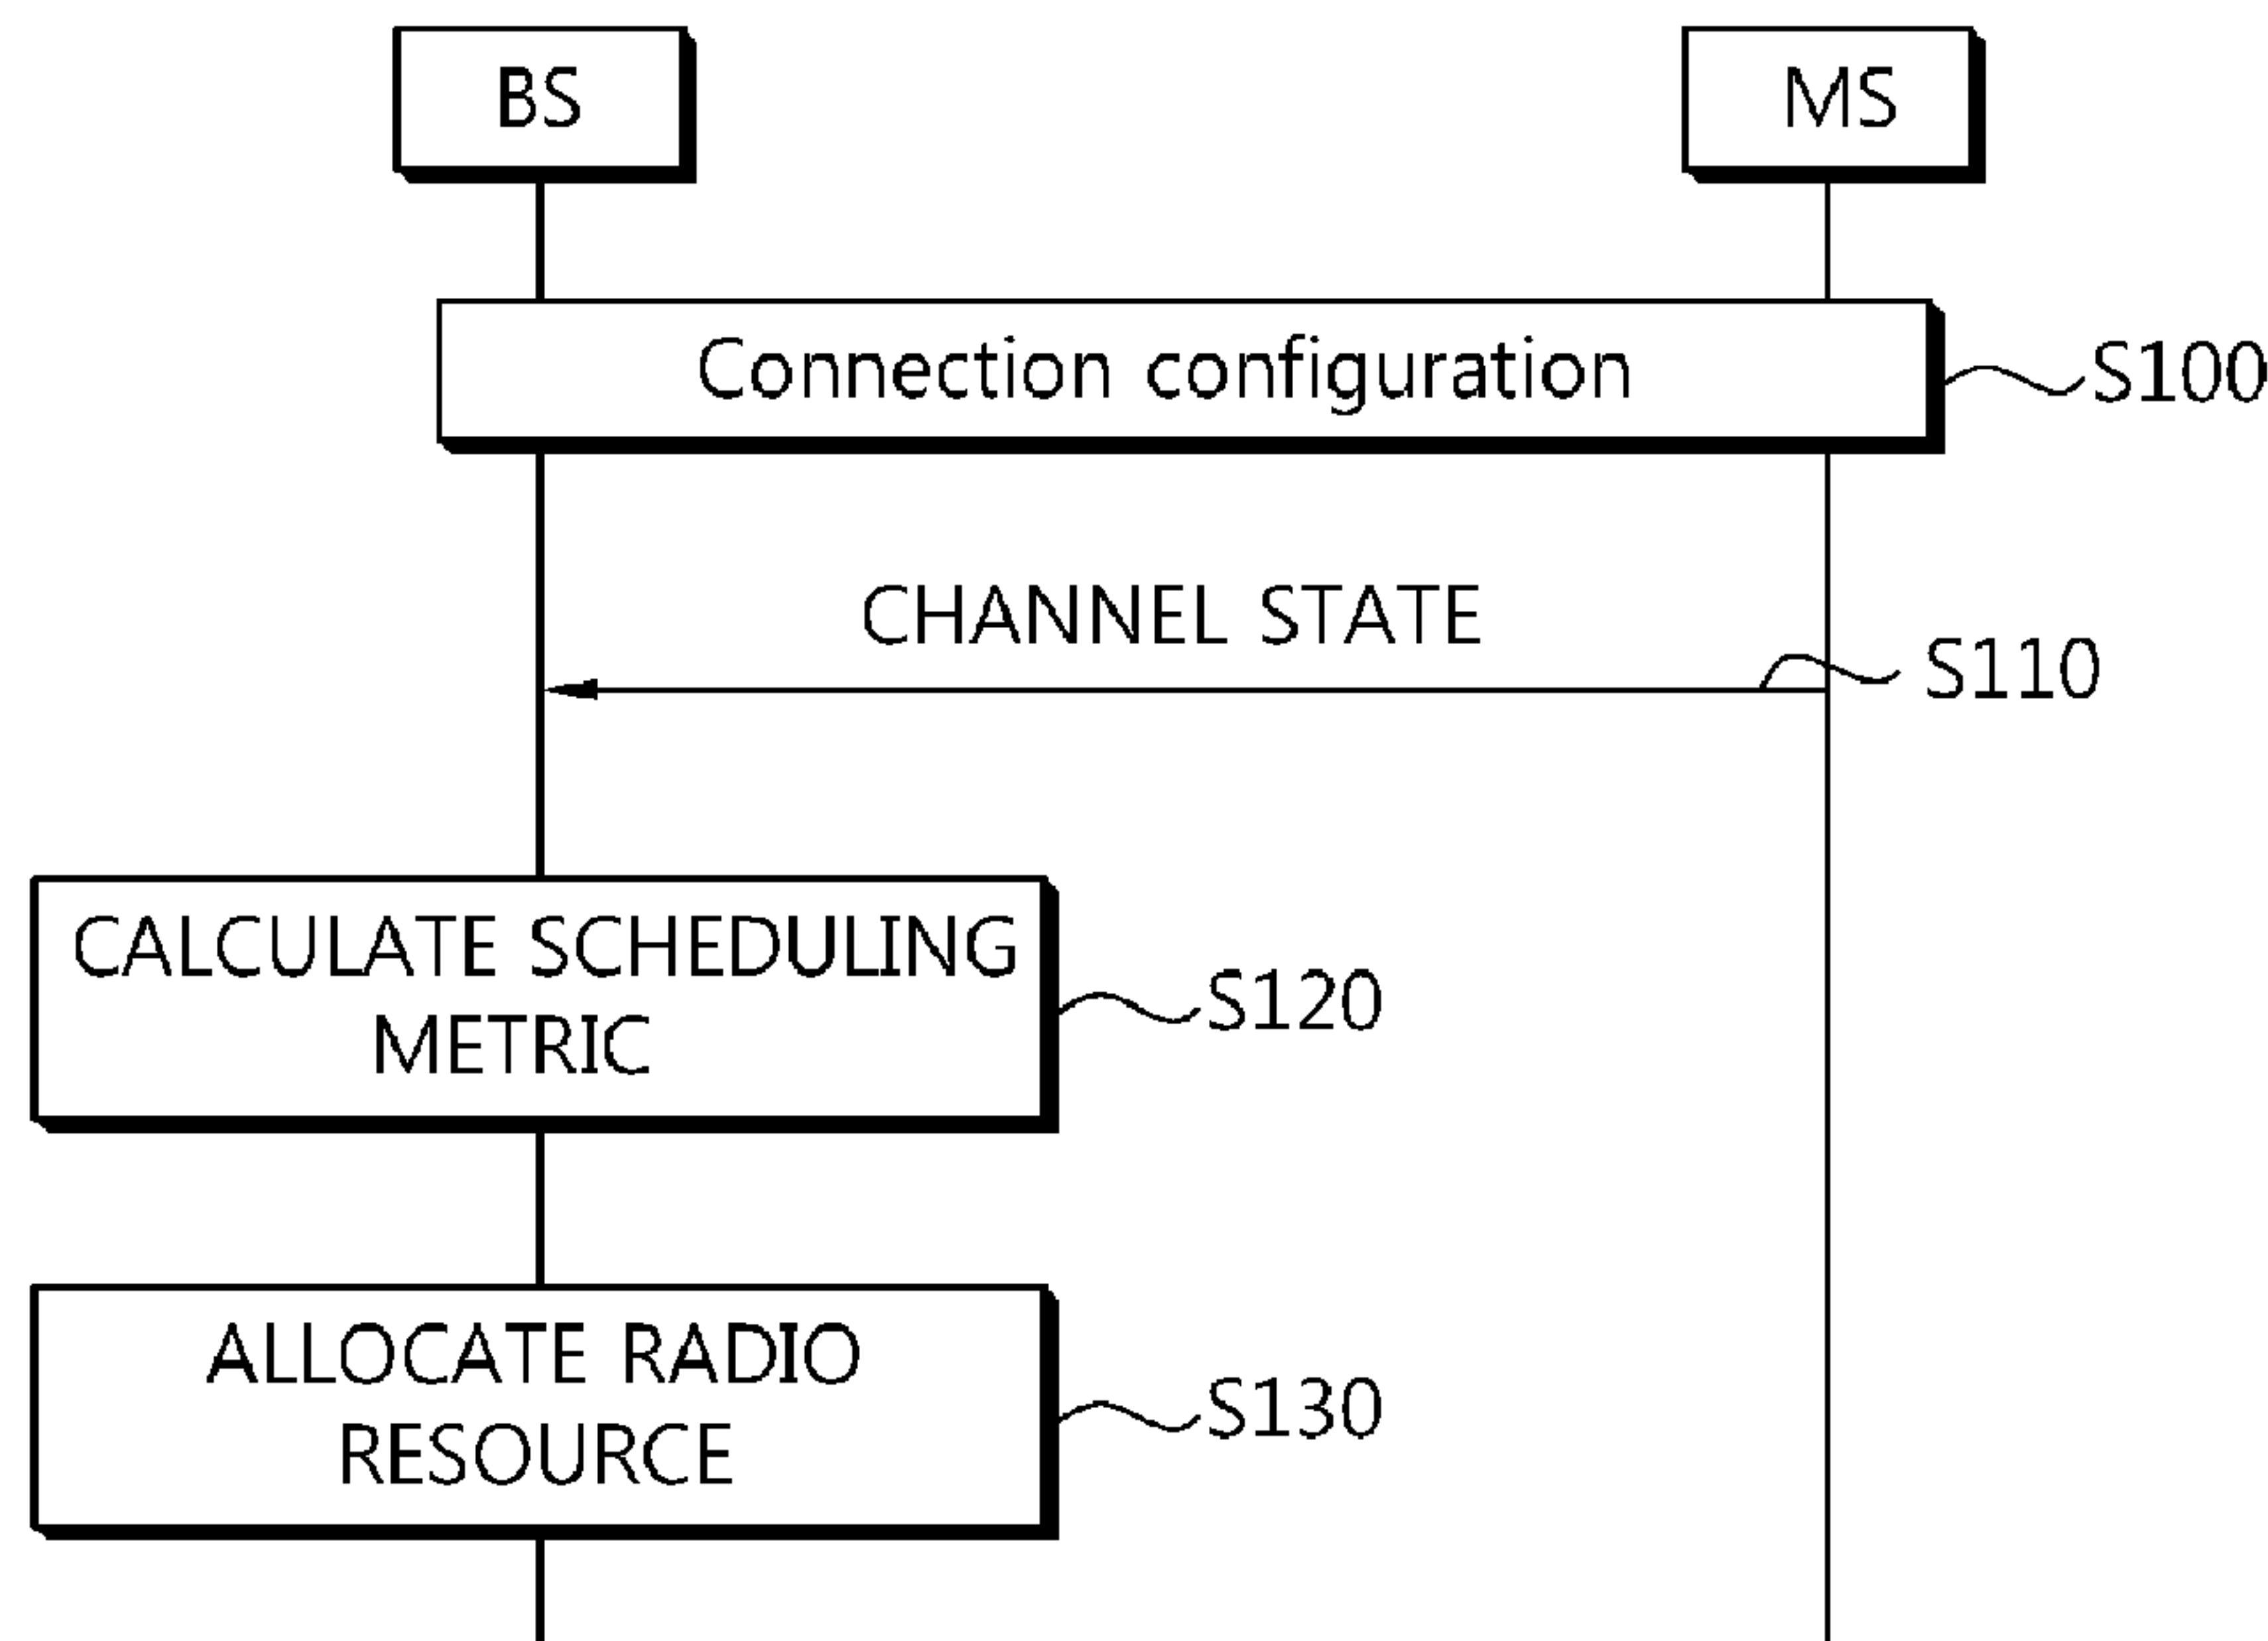 BS
MS
Connection configuration
S100
CHANNEL STATE
S110
CALCULATE SCHEDULING
METRIC
S120
ALLOCATE RADIO
RESOURCE
S130